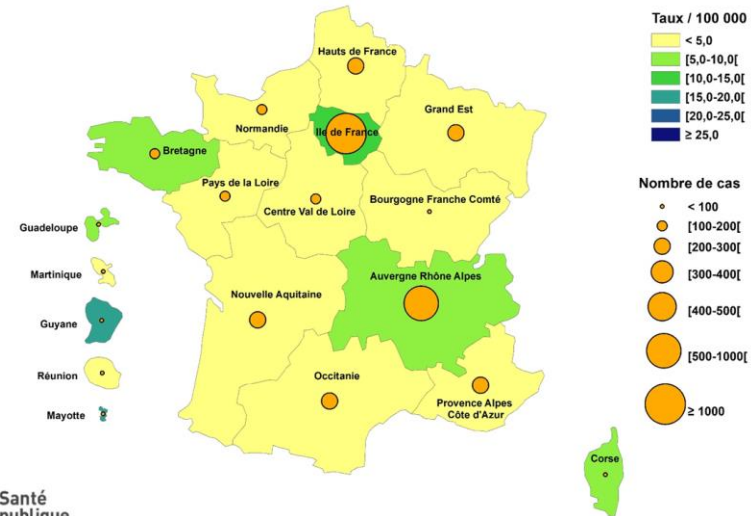 Taux / 100 000
< 5,0
[5,0-10,0[
[10,0-15,0[
[15,0-20,0[
[20,0-25,0[
≥ 25,0
Nombre de cas
< 100
[100-200[
[200-300[
[300-400[
[400-500[
[500-1000[
≥ 1000
Hauts de France
Normandie
Ile de France
Grand Est
Bretagne
Pays de la Loire
Centre Val de Loire
Bourgogne Franche Comté
Guadeloupe
Martinique
Guyane
Réunion
Mayotte
Nouvelle Aquitaine
Auvergne Rhône Alpes
Occitanie
Provence Alpes
Côte d'Azur
Corse
Santé
publique